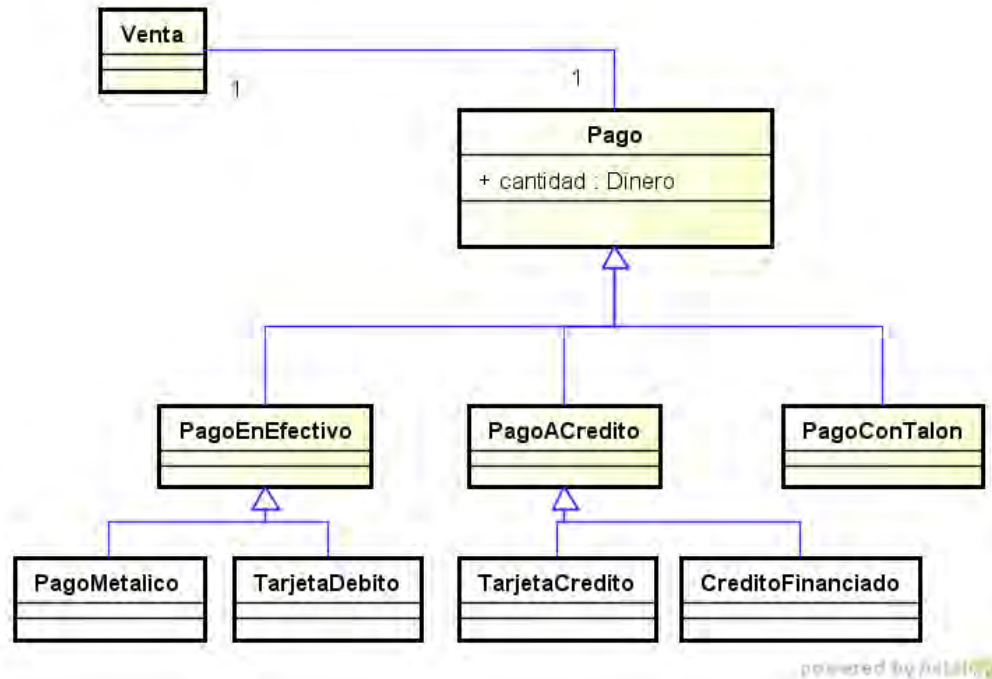 Venta
1
1
Pago
+ cantidad : Dinero
PagoEnEfectivo
PagoACredito
PagoConTalon
PagoMetalico
TarjetaDebito
TarjetaCredito
CreditoFinanciado
powered by